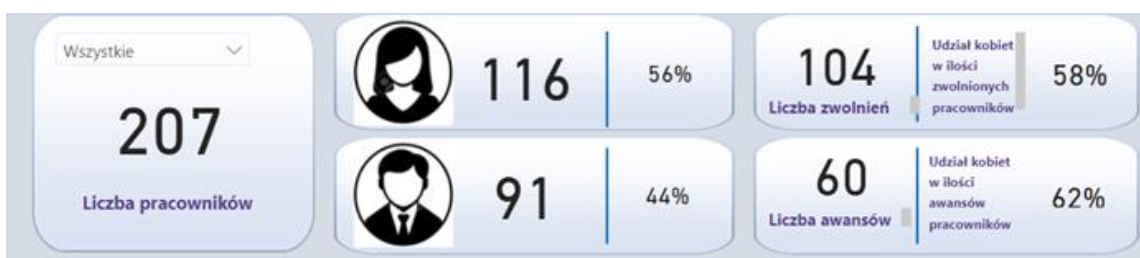 Wszystkie
207
Liczba pracowników
116
56%
91
44%
104
Liczba zwolnień
Udział kobiet
w ilości
zwolnionych
pracowników
58%
60
Liczba awansów
Udział kobiet
w ilości
awansów
pracowników
62%